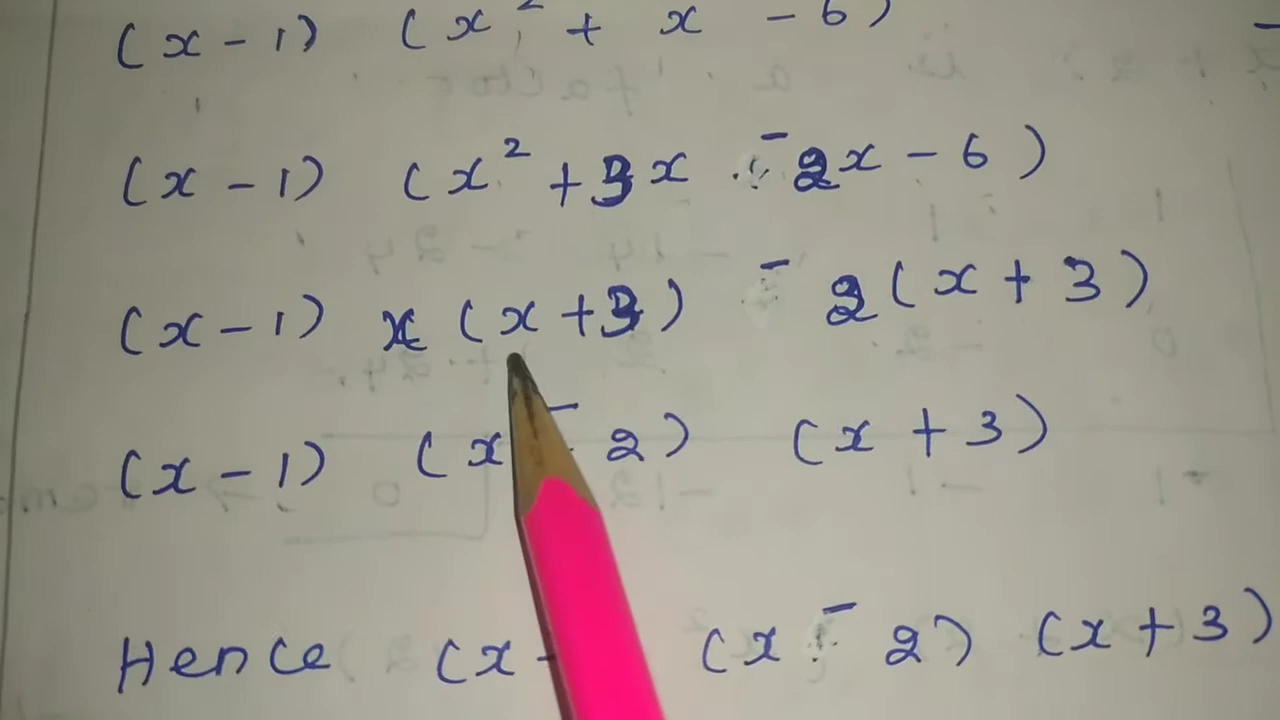 (x - 1) (x² + x - 6)
(x - 1) (x² + 3x - 2x - 6)
(x - 1) x (x + 3) - 2 (x + 3)
(x - 1) (x - 2) (x + 3)
Hence (x - (x - 2) (x + 3)